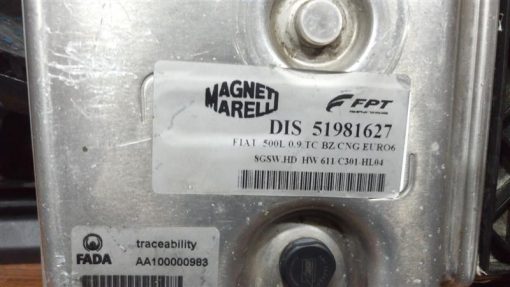 MAGNETI
MARELLI
FPT
DIS 51981627
FIAT 500L 0.9 TC BZ CNG EURO6
SGSW.HD HW 611 C301-HL04
FADA
traceability
AA100000983